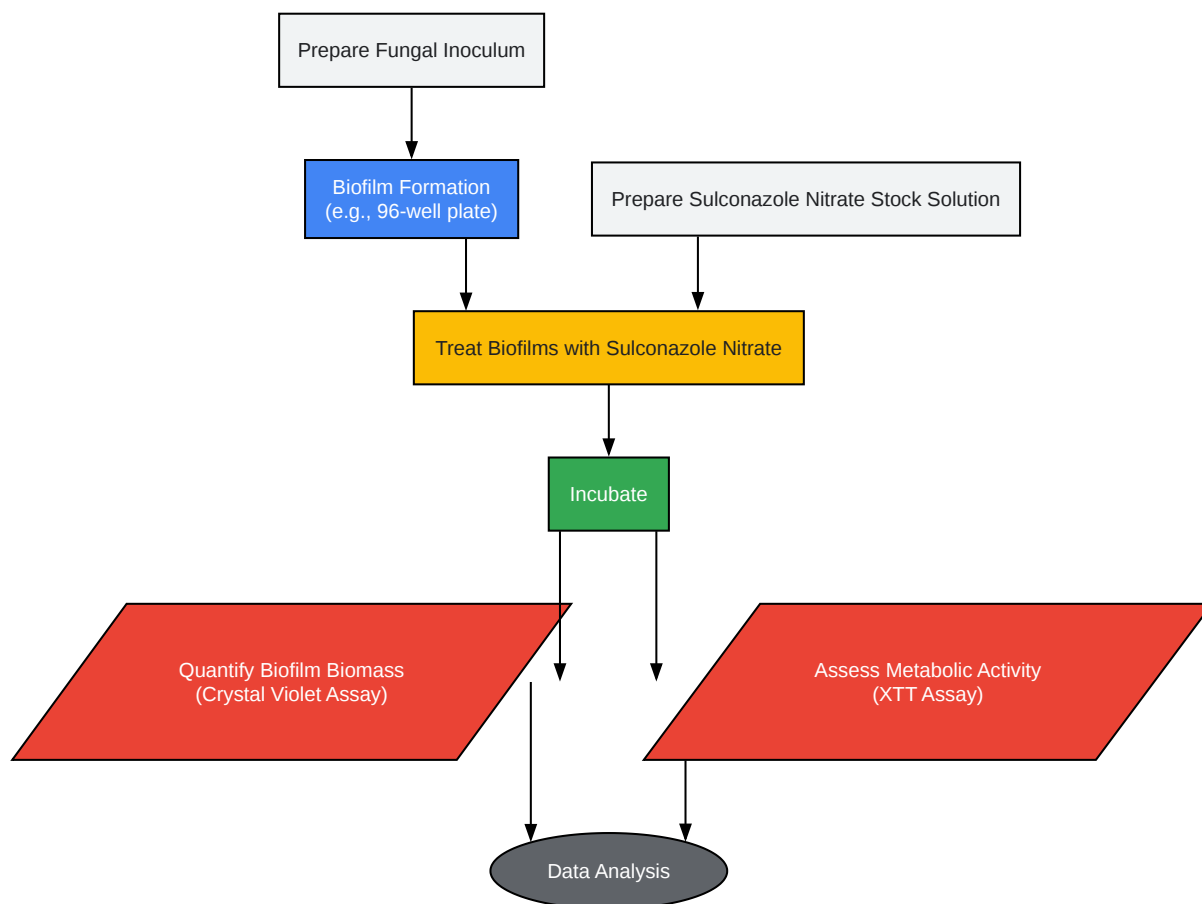 Prepare Fungal Inoculum
Biofilm Formation
(e.g., 96-well plate)
Prepare Sulconazole Nitrate Stock Solution
Treat Biofilms with Sulconazole Nitrate
Incubate
Quantify Biofilm Biomass
(Crystal Violet Assay)
Assess Metabolic Activity
(XTT Assay)
Data Analysis